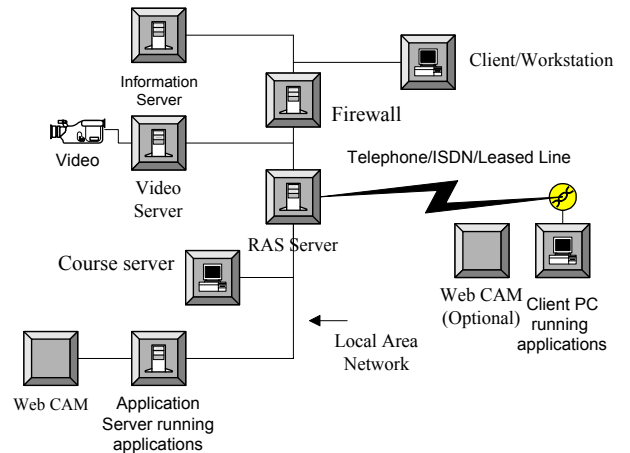 Information
Server
Client/Workstation
Firewall
Video
Video
Server
Telephone/ISDN/Leased Line
RAS Server
Course server
Web CAM
(Optional)
Client PC
running
applications
Local Area
Network
Web CAM
Application
Server running
applications